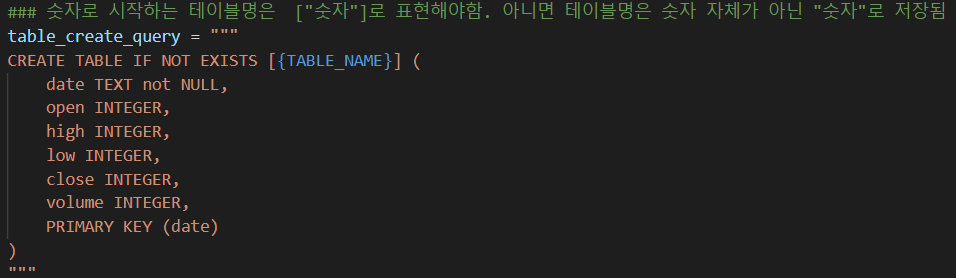 ### 숫자로 시작하는 테이블명은  ["숫자"]로 표현해야함. 아니면 테이블명은 숫자 자체가 아닌 "숫자"로 저장됨
table_create_query = """
CREATE TABLE IF NOT EXISTS [{TABLE_NAME}] (
    date TEXT not NULL,
    open INTEGER,
    high INTEGER,
    low INTEGER,
    close INTEGER,
    volume INTEGER,
    PRIMARY KEY (date)
)
"""